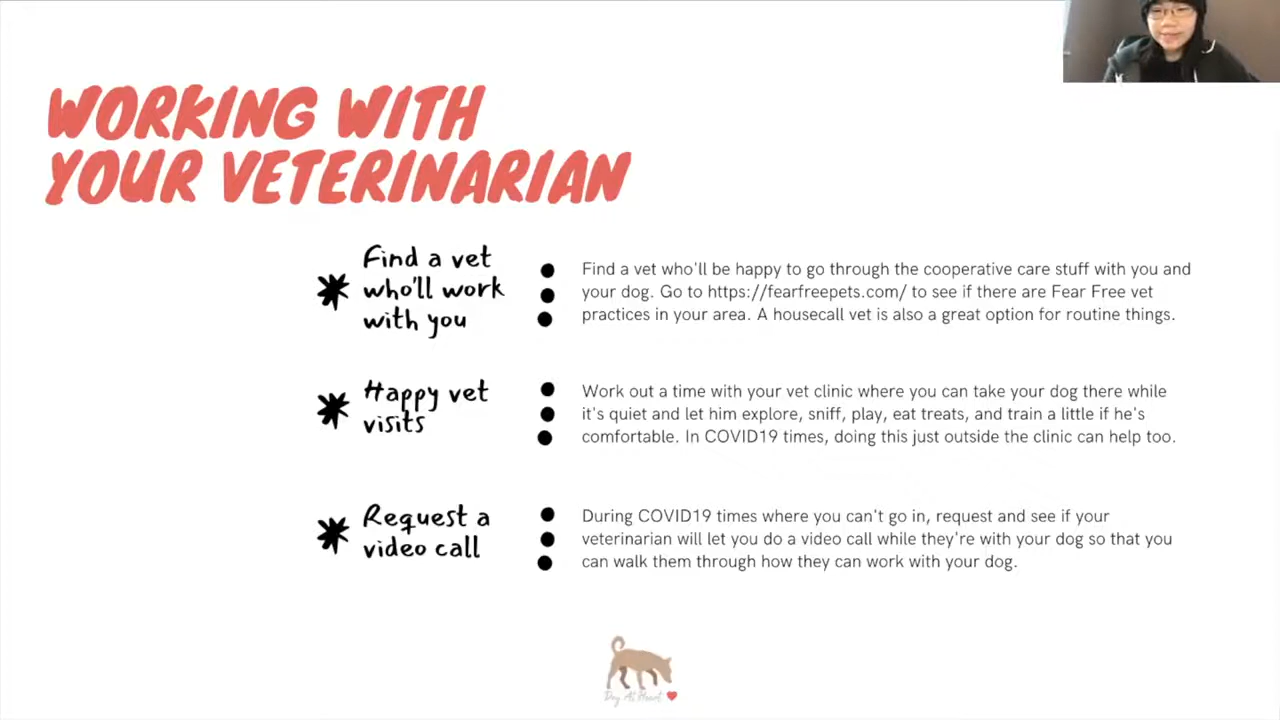 WORKING WITH
YOUR VETERINARIAN
Find a vet
who'll work
with you
Find a vet who'll be happy to go through the cooperative care stuff with you and
your dog. Go to https://fearfreepets.com/ to see if there are Fear Free vet
practices in your area. A housecall vet is also a great option for routine things.
Happy vet
visits
Work out a time with your vet clinic where you can take your dog there while
it's quiet and let him explore, sniff, play, eat treats, and train a little if he's
comfortable. In COVID19 times, doing this just outside the clinic can help too.
Request a
video call
During COVID19 times where you can't go in, request and see if your
veterinarian will let you do a video call while they're with your dog so that you
can walk them through how they can work with your dog.
Dog At Heart